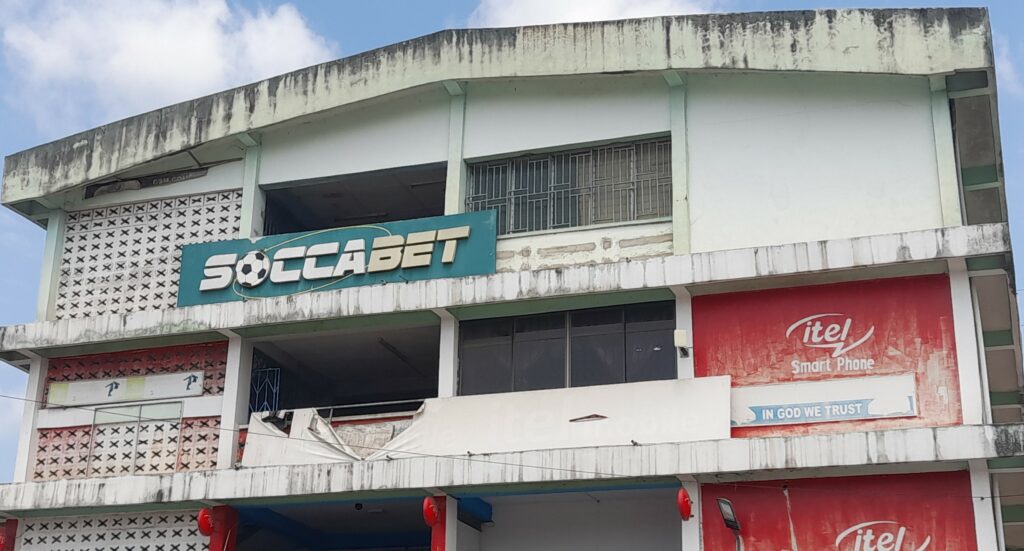 SOCCABET
itel
Smart Phone
IN GOD WE TRUST
itel